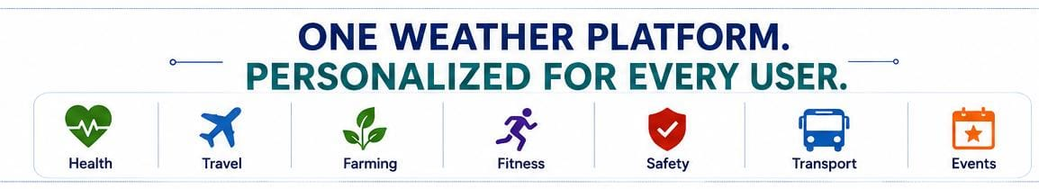 ONE WEATHER PLATFORM.
PERSONALIZED FOR EVERY USER.
Health Travel Farming Fitness Safety Transport Events